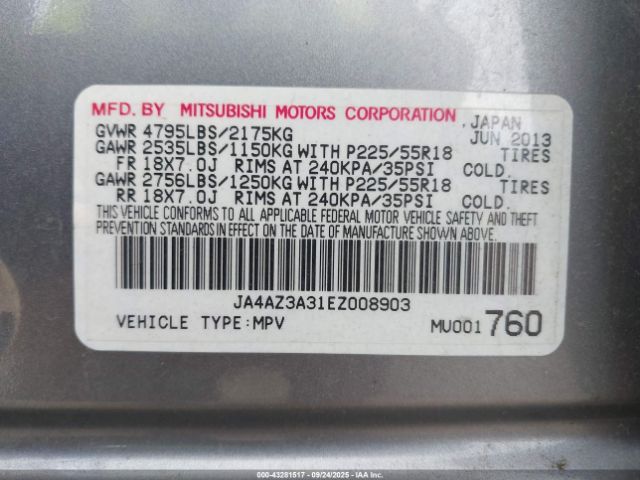 MFD. BY MITSUBISHI MOTORS CORPORATION JAPAN
GVWR 4795LBS/2175KG JUN 2013
GAWR 2535LBS/1150KG WITH P225/55R18 TIRES
FR 18X7.0J RIMS AT 240KPA/35PSI COLD.
GAWR 2756LBS/1250KG WITH P225/55R18 TIRES
RR 18X7.0J RIMS AT 240KPA/35PSI COLD.
THIS VEHICLE CONFORMS TO ALL APPLICABLE FEDERAL MOTOR VEHICLE SAFETY AND THEFT
PREVENTION STANDARDS IN EFFECT ON THE DATE OF MANUFACTURE SHOWN ABOVE.
JA4AZ3A31EZ008903
VEHICLE TYPE:MPV MU001 760
000-43281517 - 09/24/2025 - IAAI.COM